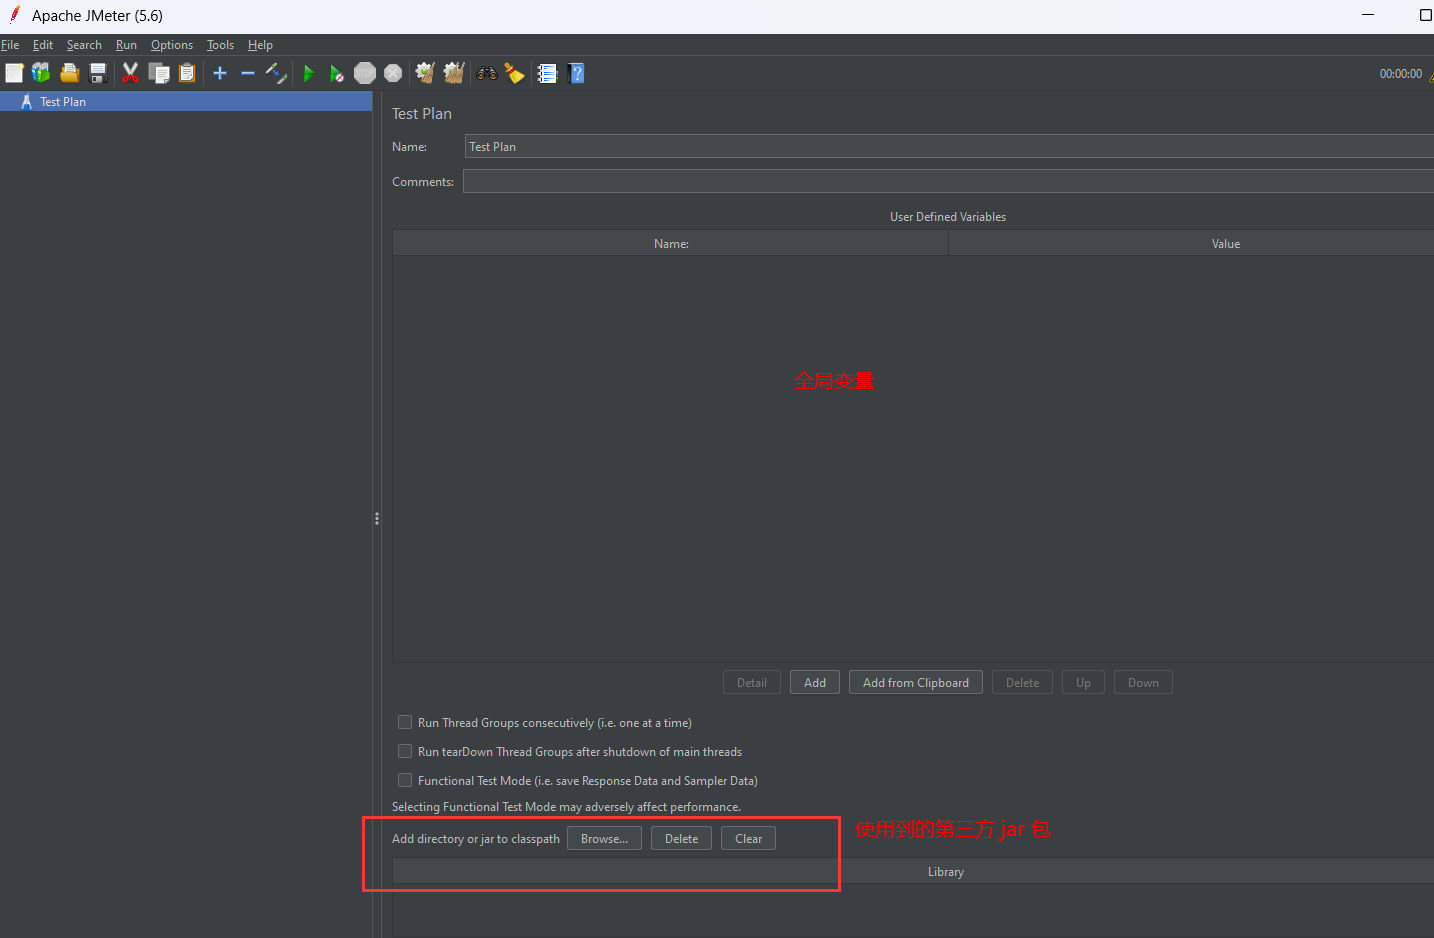 Apache JMeter (5.6)
File Edit Search Run Options Tools Help
STOP
00:00:00
Test Plan
Test Plan
Name: Test Plan
Comments:
User Defined Variables
Name: Value
全局变量
Detail Add Add from Clipboard Delete Up Down
Run Thread Groups consecutively (i.e. one at a time)
Run tearDown Thread Groups after shutdown of main threads
Functional Test Mode (i.e. save Response Data and Sampler Data)
Selecting Functional Test Mode may adversely affect performance.
使用到的第三方 jar 包
Add directory or jar to classpath Browse... Delete Clear
Library